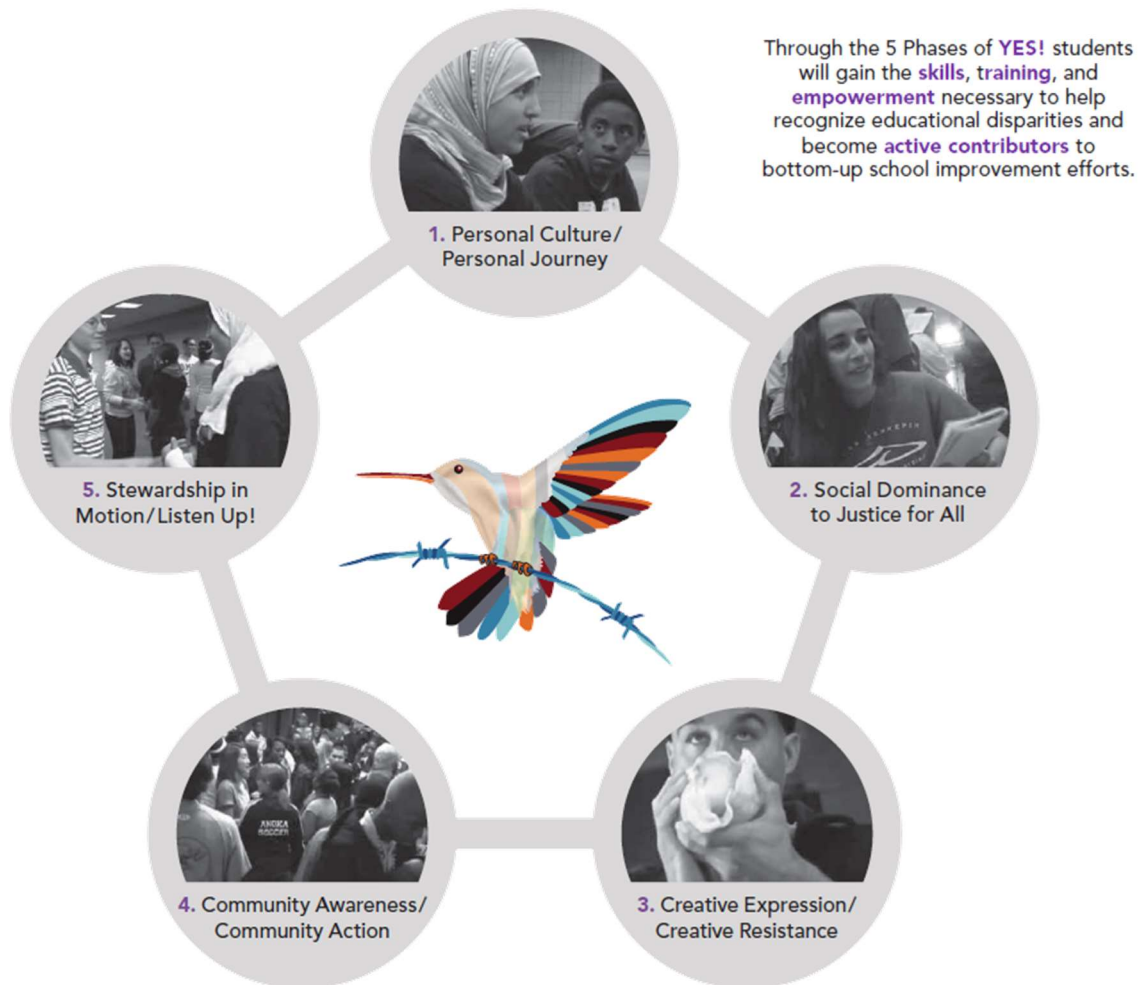 Through the 5 Phases of YES! students
will gain the skills, training, and
empowerment necessary to help
recognize educational disparities and
become active contributors to
bottom-up school improvement efforts.
1. Personal Culture/
Personal Journey
2. Social Dominance
to Justice for All
3. Creative Expression/
Creative Resistance
4. Community Awareness/
Community Action
ANOKA
SOCCER
5. Stewardship in
Motion/Listen Up!